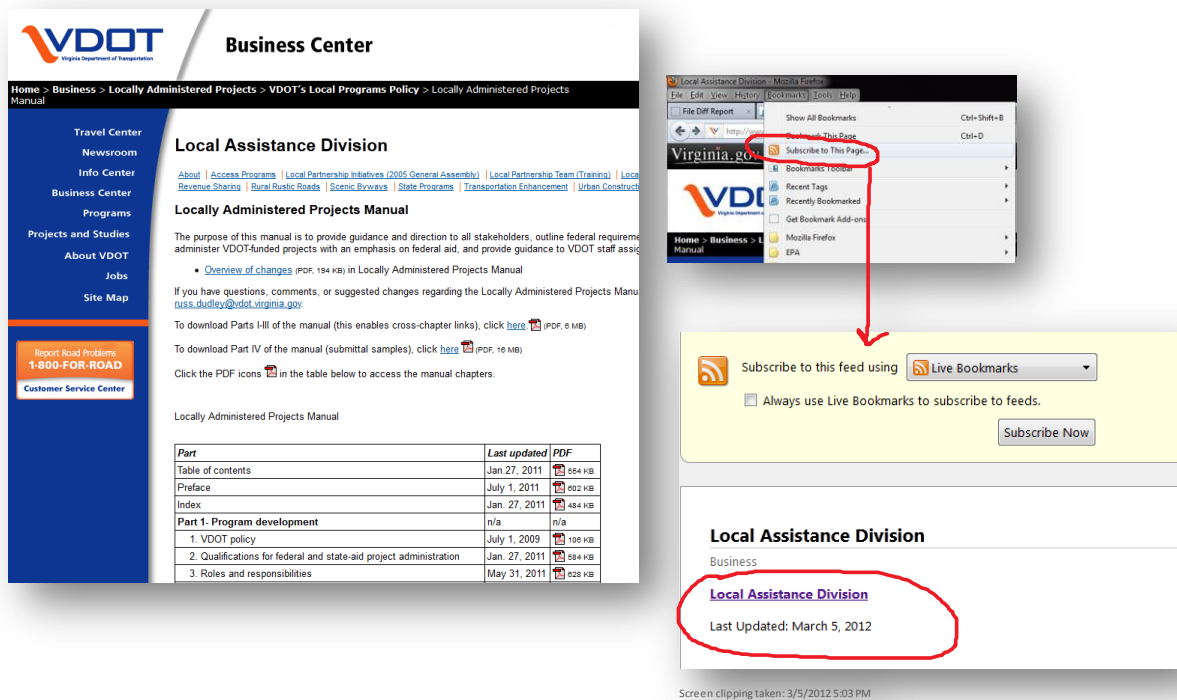 VDOT
Virginia Department of Transportation
Business Center
Home > Business > Locally Administered Projects > VDOT's Local Programs Policy > Locally Administered Projects
Manual
Travel Center
Newsroom
Info Center
Business Center
Programs
Projects and Studies
About VDOT
Jobs
Site Map
Report Road Problems
1-800-FOR-ROAD
Customer Service Center
Local Assistance Division
About | Access Programs | Local Partnership Initiatives (2005 General Assembly) | Local Partnership Team (Training) | Loca
Revenue Sharing | Rural Rustic Roads | Scenic Byways | State Programs | Transportation Enhancement | Urban Constructi
Locally Administered Projects Manual
The purpose of this manual is to provide guidance and direction to all stakeholders, outline federal requireme
administer VDOT-funded projects with an emphasis on federal aid, and provide guidance to VDOT staff assig
• Overview of changes (PDF, 194 KB) in Locally Administered Projects Manual
If you have questions, comments, or suggested changes regarding the Locally Administered Projects Manu
russ.dudley@vdot.virginia.gov.
To download Parts I-III of the manual (this enables cross-chapter links), click here. (PDF, 6 MB)
To download Part IV of the manual (submittal samples), click here (PDF, 16 MB)
Click the PDF icons in the table below to access the manual chapters.
Locally Administered Projects Manual
Part Last updated PDF
Table of contents Jan.27, 2011 554 KB
Preface July 1, 2011 602 KB
Index Jan. 27, 2011 484 KB
Part 1- Program development n/a n/a
1. VDOT policy July 1, 2009 106 KB
2. Qualifications for federal and state-aid project administration Jan. 27, 2011 584 KB
3. Roles and responsibilities May 31, 2011 628 KB
Local Assistance Division - Mozilla Firefox
File Edit View History Bookmarks Tools Help
File Diff Report
http://www
Virginia.gov
VD
Virginia Department
Home > Business > L
Manual
Show All Bookmarks Ctrl+Shift+B
Bookmark This Page Ctrl+D
Subscribe to This Page...
Bookmarks Toolbar
Recent Tags
Recently Bookmarked
Get Bookmark Add-ons
Mozilla Firefox
EPA
Subscribe to this feed using Live Bookmarks
Always use Live Bookmarks to subscribe to feeds.
Subscribe Now
Local Assistance Division
Business
Local Assistance Division
Last Updated: March 5, 2012
Screen clipping taken: 3/5/2012 5:03 PM